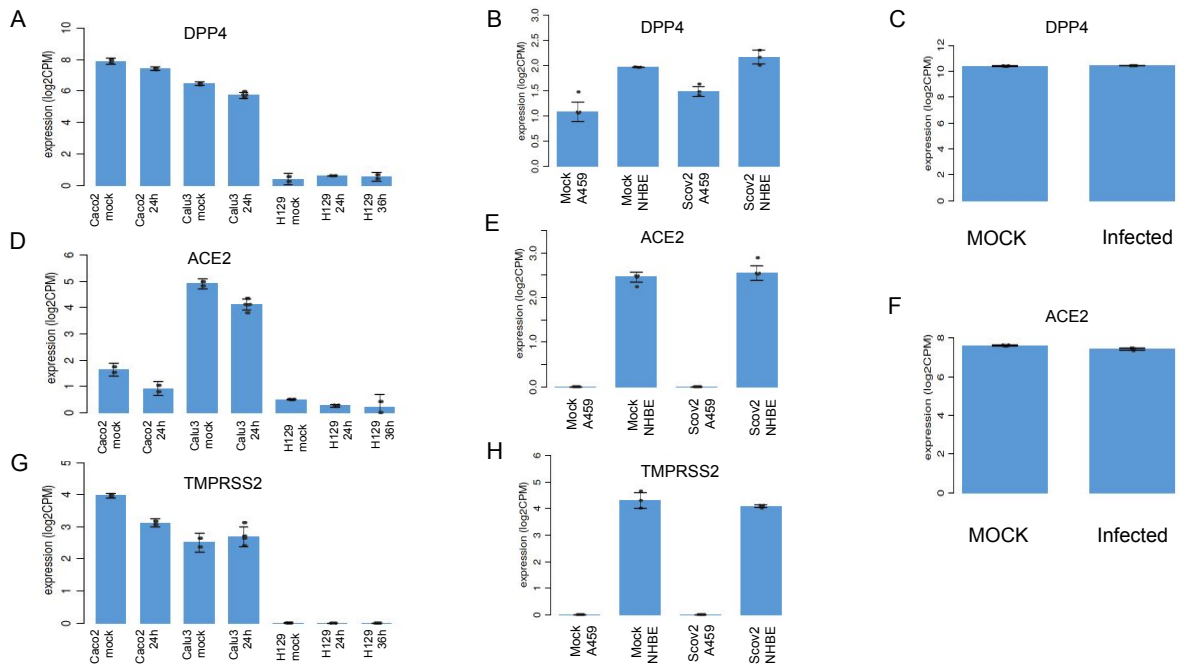 A
DPP4
expression (log2CPM)
0
2
4
6
8
Caco2
mock
Caco2
24h
Calu3
mock
Calu3
24h
H129
mock
H129
24h
H129
36h
B
DPP4
expression (log2CPM)
0.0
0.5
1.0
1.5
2.0
2.5
3.0
Mock
A459
Mock
NHBE
Scov2
A459
Scov2
NHBE
C
DPP4
expression (log2CPM)
0
2
4
6
8
10
12
MOCK
Infected
D
ACE2
expression (log2CPM)
0
1
2
3
4
5
6
Caco2
mock
Caco2
24h
Calu3
mock
Calu3
24h
H129
mock
H129
24h
H129
36h
E
ACE2
expression (log2CPM)
0.0
0.5
1.0
1.5
2.0
2.5
3.0
Mock
A459
Mock
NHBE
Scov2
A459
Scov2
NHBE
F
ACE2
expression (log2CPM)
0
2
4
6
8
MOCK
Infected
G
TMPRSS2
expression (log2CPM)
0
1
2
3
4
5
Caco2
mock
Caco2
24h
Calu3
mock
Calu3
24h
H129
mock
H129
24h
H129
36h
H
TMPRSS2
expression (log2CPM)
0
1
2
3
4
5
6
Mock
A459
Mock
NHBE
Scov2
A459
Scov2
NHBE